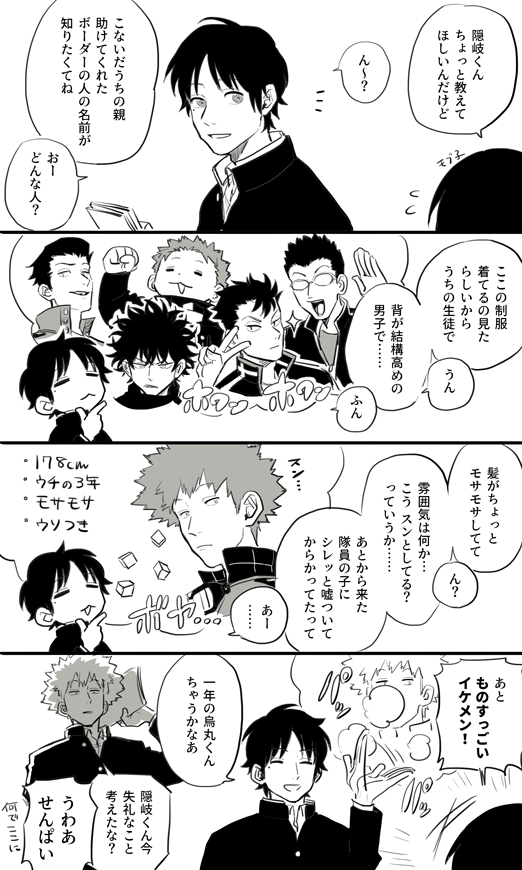 隠岐くん
ちょっと教えて
ほしいんだけど
モブ子
ん～？
こないだうちの親
助けてくれた
ボーダーの人の名前が
知りたくてね
おー
どんな人？
ここの制服
着てるの見た
らしいから
うちの生徒で
うん
背が結構高めの
男子で……
ふん
ホワン～ホワン
髪がちょっと
モサモサしてて
ん？
雰囲気は何か…
こう スンとしてる？
っていうか……
あとから来た
隊員の子に
シレッと嘘ついて
からかってたって
スン…
あー
……
ボヤ…
・178cm
・ウチの3年
・モサモサ
・ウソつき
あと
ものすっごい
イケメン！
一年の烏丸くん
ちゃうかなあ
隠岐くん今
失礼なこと
考えたな？
うわあ
せんぱい
何でここに